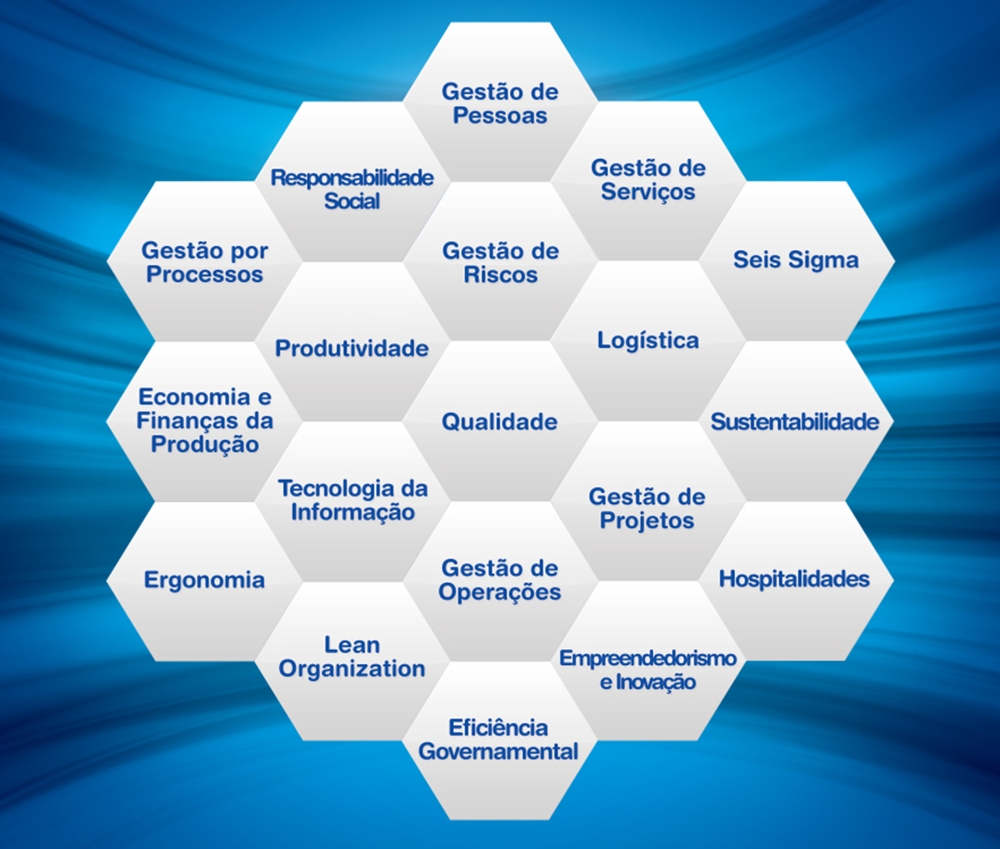 Gestão de
Pessoas
Responsabilidade
Social
Gestão de
Serviços
Gestão por
Processos
Gestão de
Riscos
Seis Sigma
Produtividade
Logística
Economia e
Finanças da
Produção
Qualidade
Sustentabilidade
Tecnologia da
Informação
Gestão de
Projetos
Ergonomia
Gestão de
Operações
Hospitalidades
Lean
Organization
Empreendedorismo
e Inovação
Eficiência
Governamental